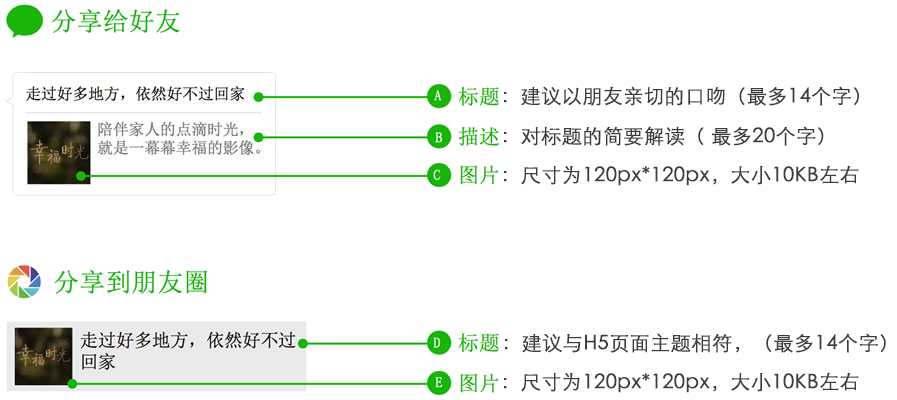 分享给好友
走过好多地方，依然好不过回家
陪伴家人的点滴时光，
就是一幕幕幸福的影像。
幸福时光
A 标题：建议以朋友亲切的口吻（最多14个字）
B 描述：对标题的简要解读（ 最多20个字）
C 图片：尺寸为120px*120px，大小10KB左右
分享到朋友圈
幸福时光
走过好多地方，依然好不过
回家
D 标题：建议与H5页面主题相符，（最多14个字）
E 图片：尺寸为120px*120px，大小10KB左右